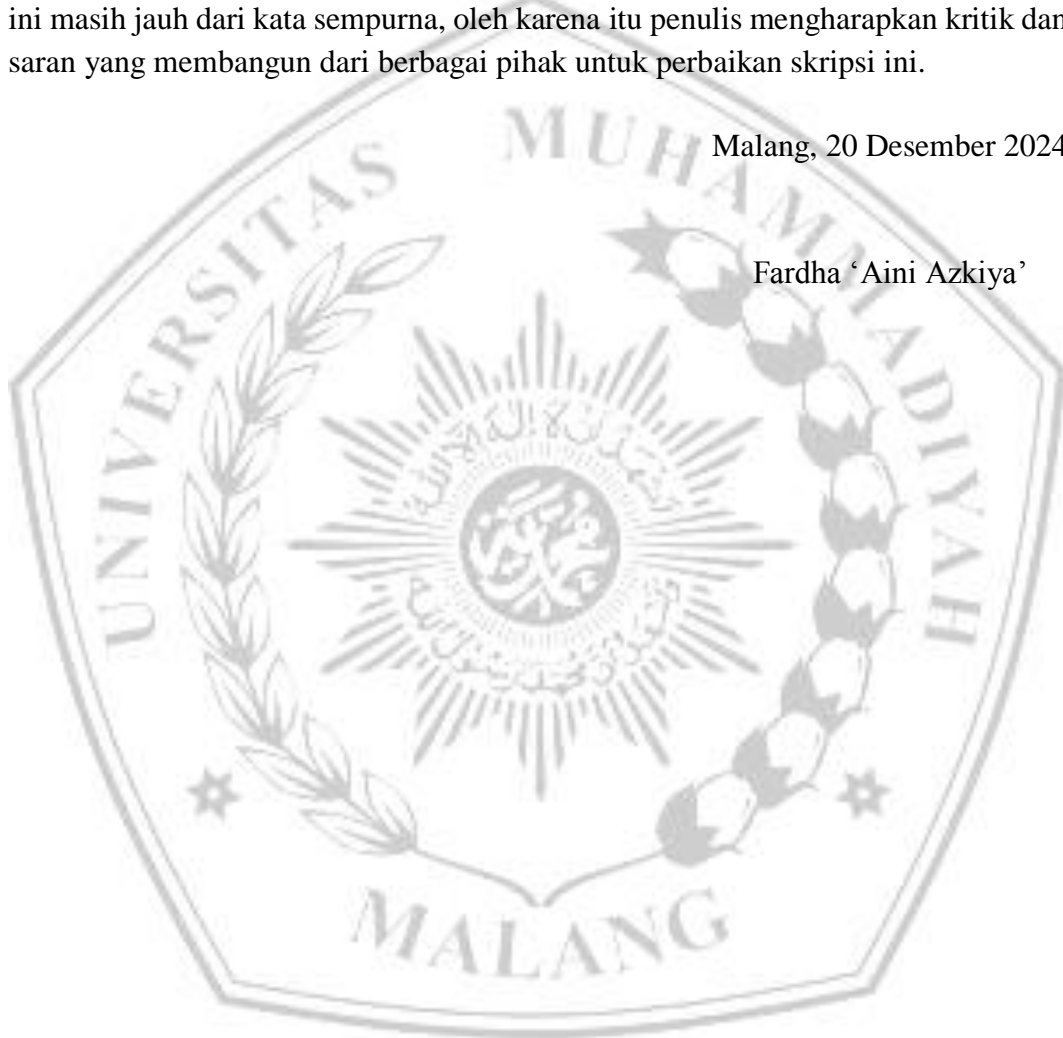 ini masih jauh dari kata sempurna, oleh karena itu penulis mengharapkan kritik dan
saran yang membangun dari berbagai pihak untuk perbaikan skripsi ini.
Malang, 20 Desember 2024
Fardha ‘Aini Azkiya’
UNIVERSITAS MUHAMMADIYAH
MALANG